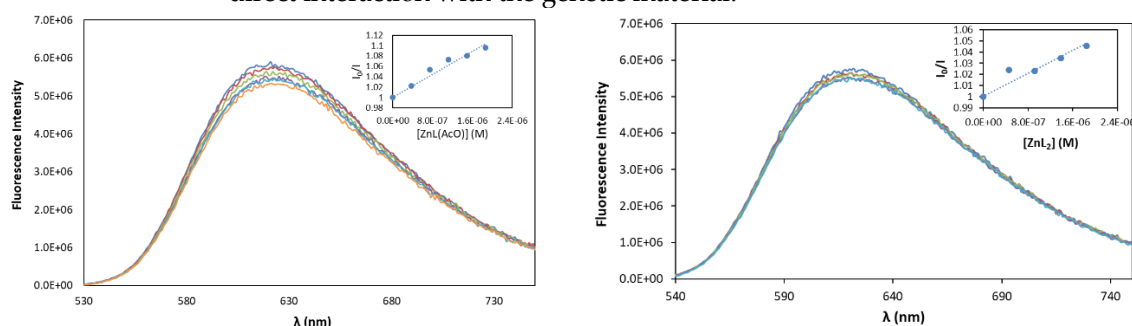 direct interaction with the genetic material.
7.0E+06
6.0E+06
5.0E+06
4.0E+06
3.0E+06
2.0E+06
1.0E+06
0.0E+00
Fluorescence Intensity
530
580
630
680
730
λ (nm)
1.12
1.1
1.08
1.06
1.04
1.02
1
0.98
I₀/I
0.0E+00 8.0E-07 1.6E-06 2.4E-06
[ZnL(AcO)] (M)
7.0E+06
6.0E+06
5.0E+06
4.0E+06
3.0E+06
2.0E+06
1.0E+06
0.0E+00
Fluorescence Intensity
540
590
640
690
740
λ (nm)
1.06
1.05
1.04
1.03
1.02
1.01
1
0.99
I₀/I
0.0E+00 8.0E-07 1.6E-06 2.4E-06
[ZnL₂] (M)